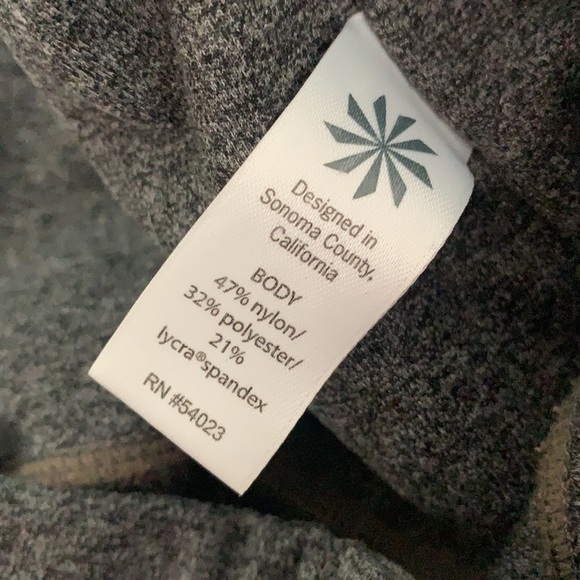 Designed in
Sonoma County,
California
BODY
47% nylon/
32% polyester/
21%
lycra®spandex
RN #54023